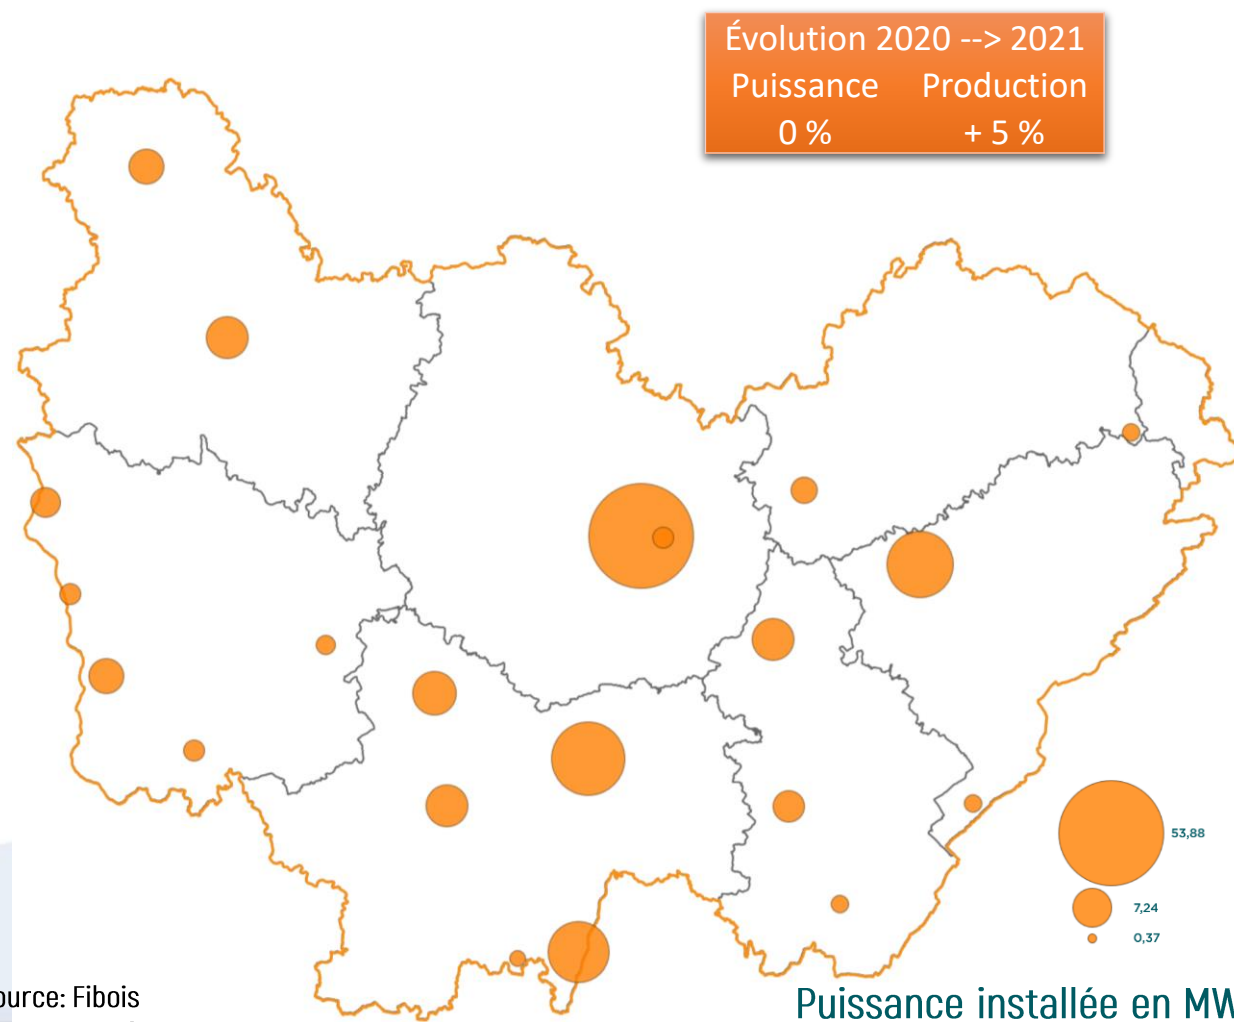 Évolution 2020 --> 2021
Puissance Production
0 % + 5 %
53,88
7,24
0,37
ource: Fibois
Puissance installée en MW